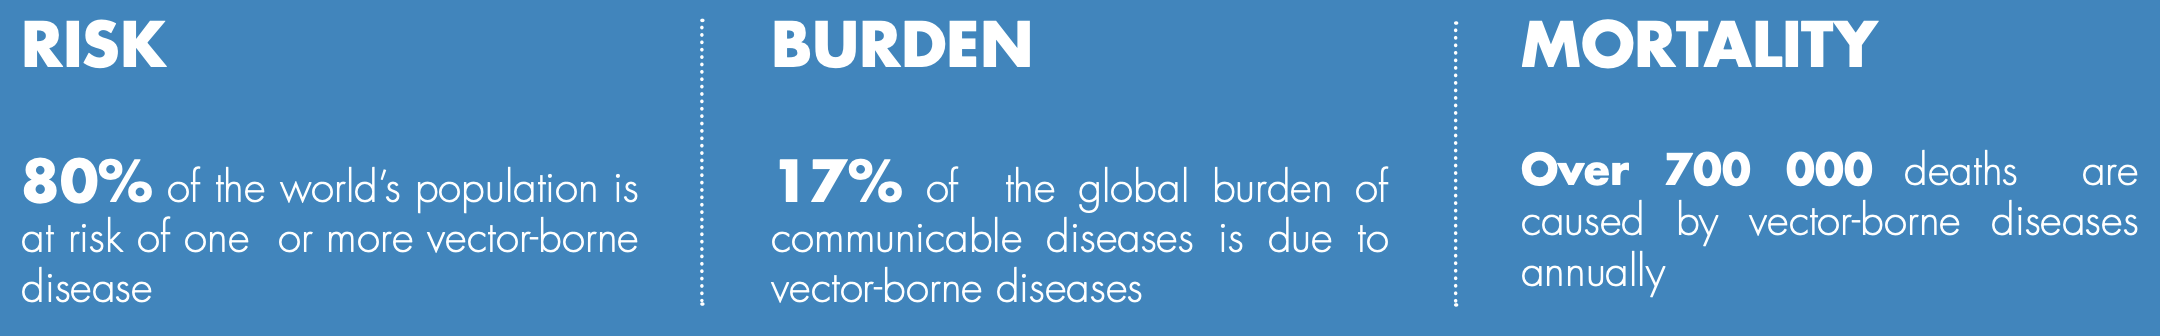 RISK
80% of the world's population is
at risk of one or more vector-borne
disease
BURDEN
17% of the global burden of
communicable diseases is due to
vector-borne diseases
MORTALITY
Over 700 000 deaths are
caused by vector-borne diseases
annually